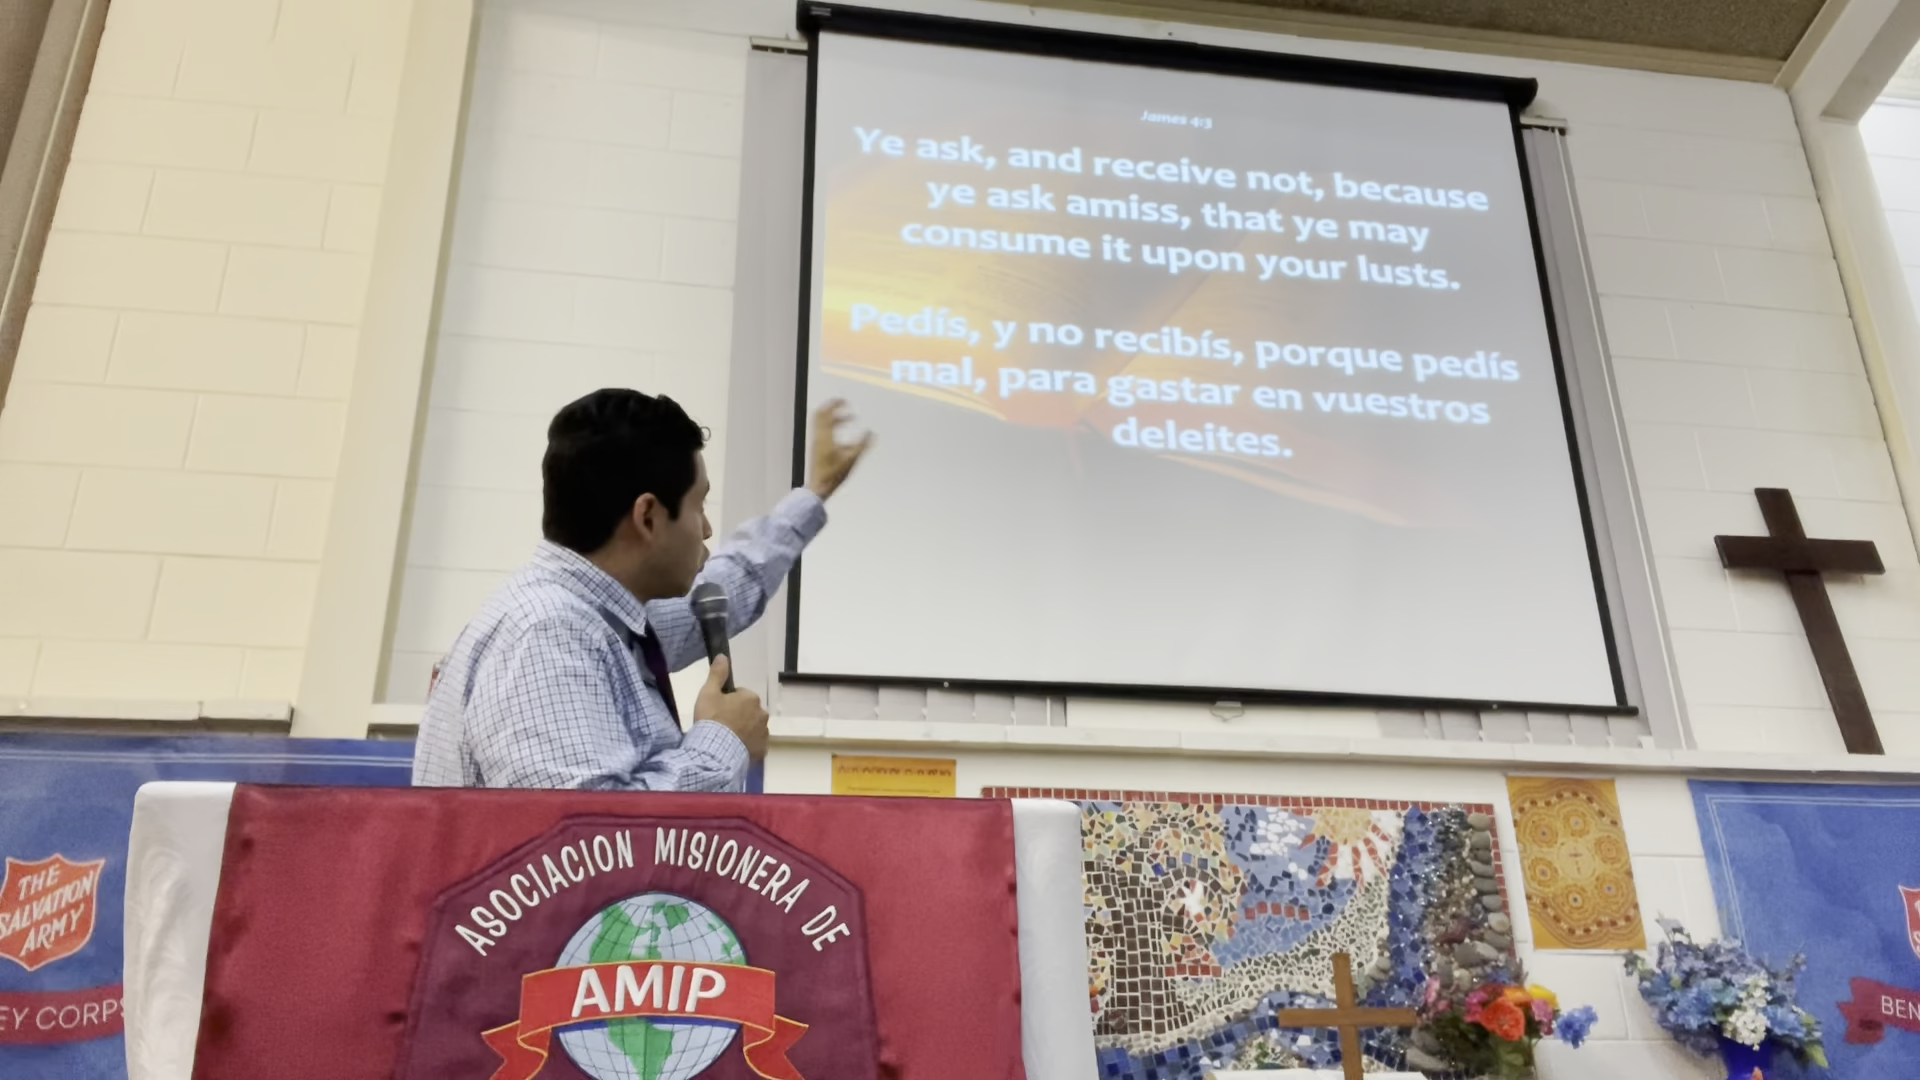 James 4:3
Ye ask, and receive not, because
ye ask amiss, that ye may
consume it upon your lusts.
Pedís, y no recibís, porque pedís
mal, para gastar en vuestros
deleites.
ASOCIACION MISIONERA DE
AMIP
THE
SALVATION
ARMY
EY CORPS
BEN